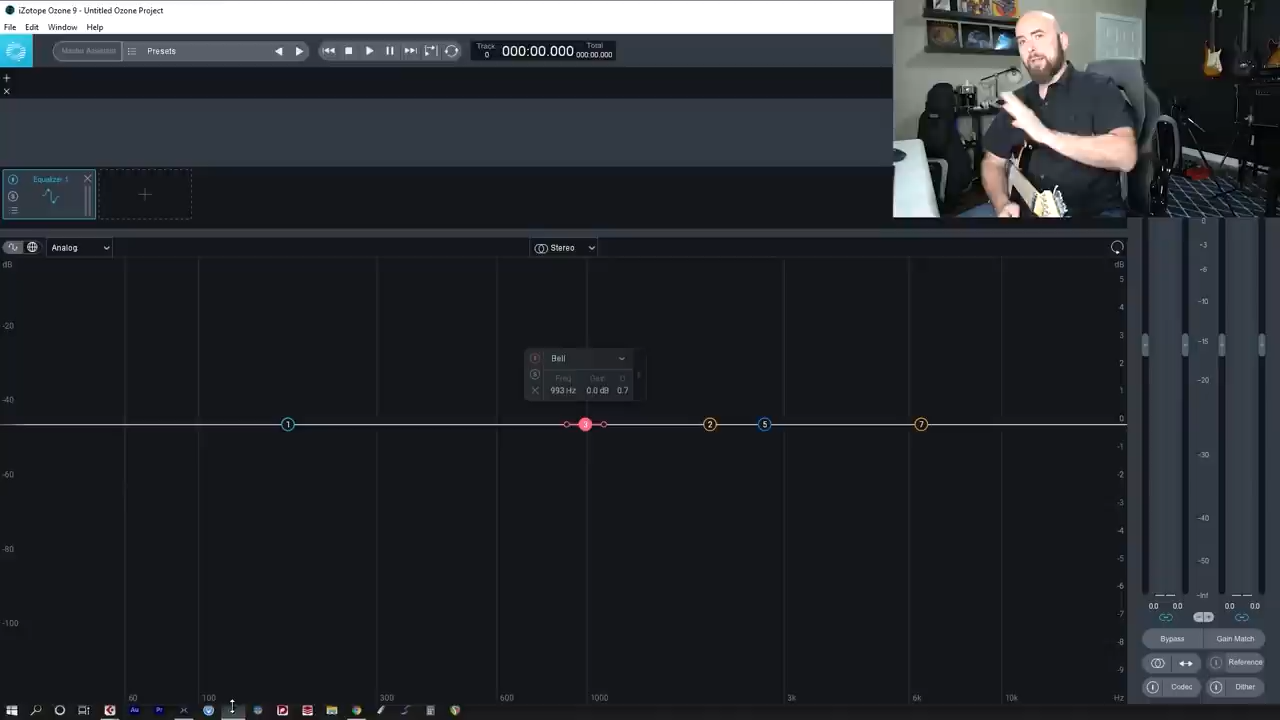 iZotope Ozone 9 - Untitled Ozone Project
File Edit Window Help
Master Assistant Presets Track 0 000:00.000 Total 000:00.000
+
×
Equalizer 1
Analog Stereo
dB dB
-20
-40
-60
-80
-100
5
4
3
2
1
0
-1
-2
-3
-4
-5
-6
-7
-8
-9
Bell
Freq Gain Q
993 Hz 0.0 dB 0.7
1 3 2 5 7
60 100 300 600 1000 3k 6k 10k Hz
0
-3
-6
-10
-15
-20
-30
-40
-50
-Inf
0.0 0.0 0.0 0.0
Bypass Gain Match
Reference
Codec Dither
Au Pr